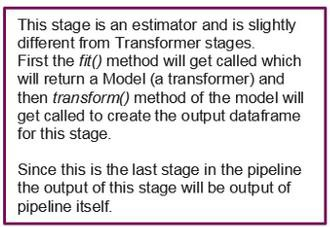 This stage is an estimator and is slightly
different from Transformer stages.
First the fit() method will get called which
will return a Model (a transformer) and
then transform() method of the model will
get called to create the output dataframe
for this stage.
Since this is the last stage in the pipeline
the output of this stage will be output of
pipeline itself.